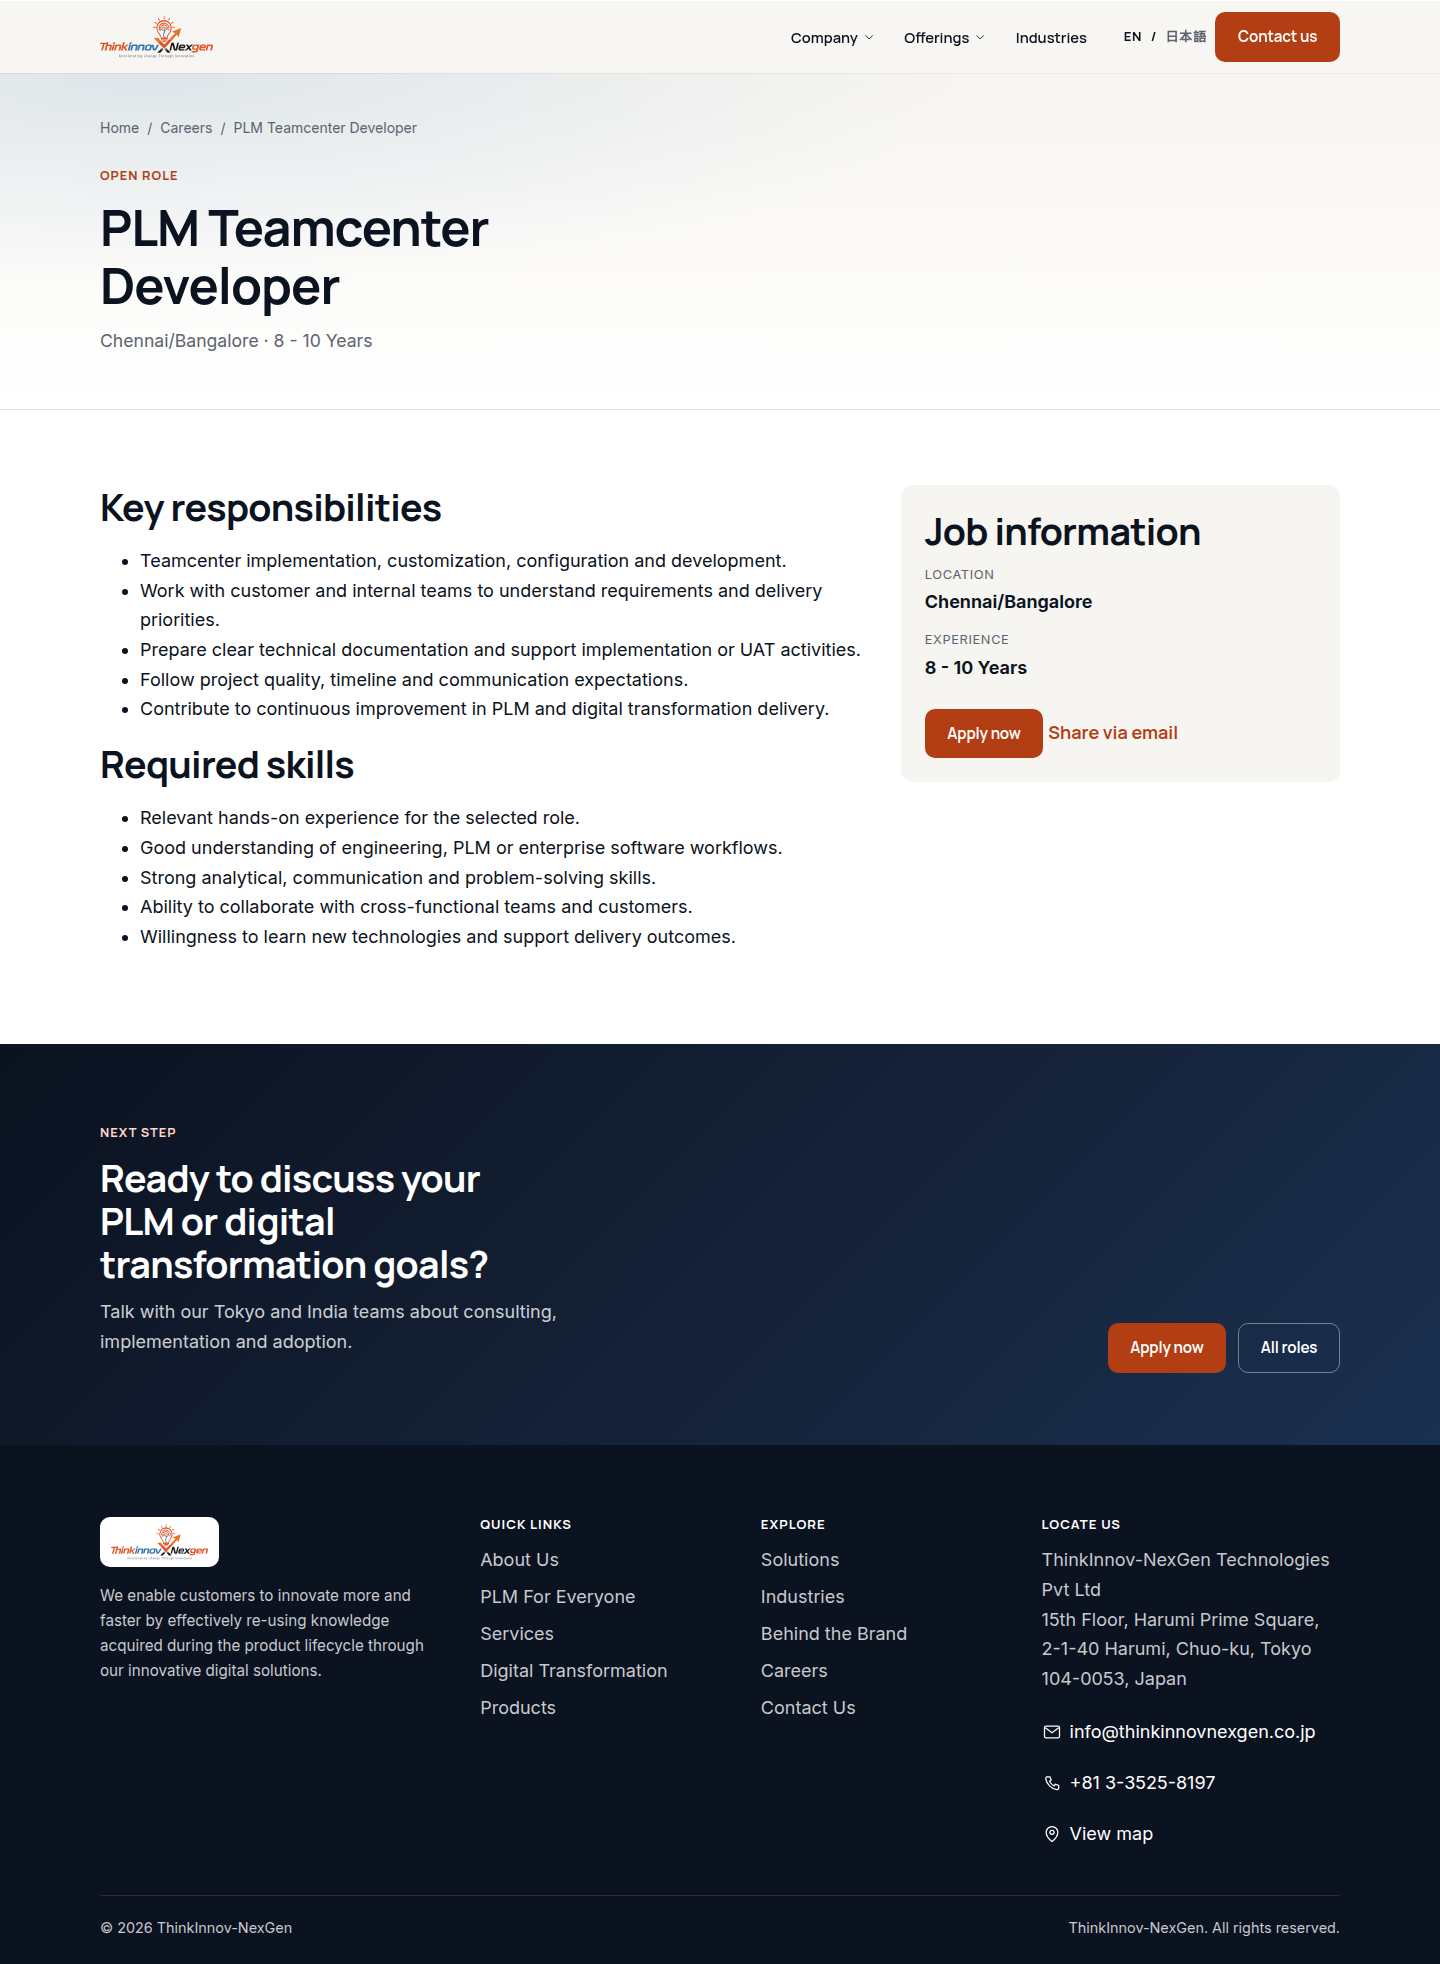 ThinkinnovXNexgen
Accelerating Change Through Innovation
Company
Offerings
Industries
EN / 日本語
Contact us
Home / Careers / PLM Teamcenter Developer
OPEN ROLE
PLM Teamcenter
Developer
Chennai/Bangalore · 8 - 10 Years
Key responsibilities
• Teamcenter implementation, customization, configuration and development.
• Work with customer and internal teams to understand requirements and delivery
priorities.
• Prepare clear technical documentation and support implementation or UAT activities.
• Follow project quality, timeline and communication expectations.
• Contribute to continuous improvement in PLM and digital transformation delivery.
Required skills
• Relevant hands-on experience for the selected role.
• Good understanding of engineering, PLM or enterprise software workflows.
• Strong analytical, communication and problem-solving skills.
• Ability to collaborate with cross-functional teams and customers.
• Willingness to learn new technologies and support delivery outcomes.
Job information
LOCATION
Chennai/Bangalore
EXPERIENCE
8 - 10 Years
Apply now
Share via email
NEXT STEP
Ready to discuss your
PLM or digital
transformation goals?
Talk with our Tokyo and India teams about consulting,
implementation and adoption.
Apply now
All roles
ThinkinnovXNexgen
Accelerating Change Through Innovation
We enable customers to innovate more and
faster by effectively re-using knowledge
acquired during the product lifecycle through
our innovative digital solutions.
QUICK LINKS
About Us
PLM For Everyone
Services
Digital Transformation
Products
EXPLORE
Solutions
Industries
Behind the Brand
Careers
Contact Us
LOCATE US
ThinkInnov-NexGen Technologies
Pvt Ltd
15th Floor, Harumi Prime Square,
2-1-40 Harumi, Chuo-ku, Tokyo
104-0053, Japan
info@thinkinnovnexgen.co.jp
+81 3-3525-8197
View map
© 2026 ThinkInnov-NexGen
ThinkInnov-NexGen. All rights reserved.